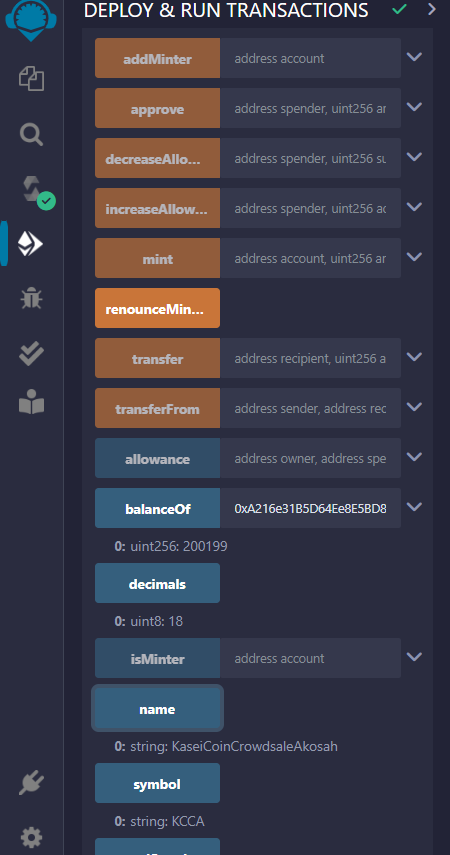 DEPLOY & RUN TRANSACTIONS
addMinter address account
approve address spender, uint256 ar
decreaseAllo... address spender, uint256 su
increaseAllow... address spender, uint256 ac
mint address account, uint256 ar
renounceMin...
transfer address recipient, uint256 a
transferFrom address sender, address rec
allowance address owner, address spe
balanceOf 0xA216e31B5D64Ee8E5BD8
0: uint256: 200199
decimals
0: uint8: 18
isMinter address account
name
0: string: KaseiCoinCrowdsaleAkosah
symbol
0: string: KCCA